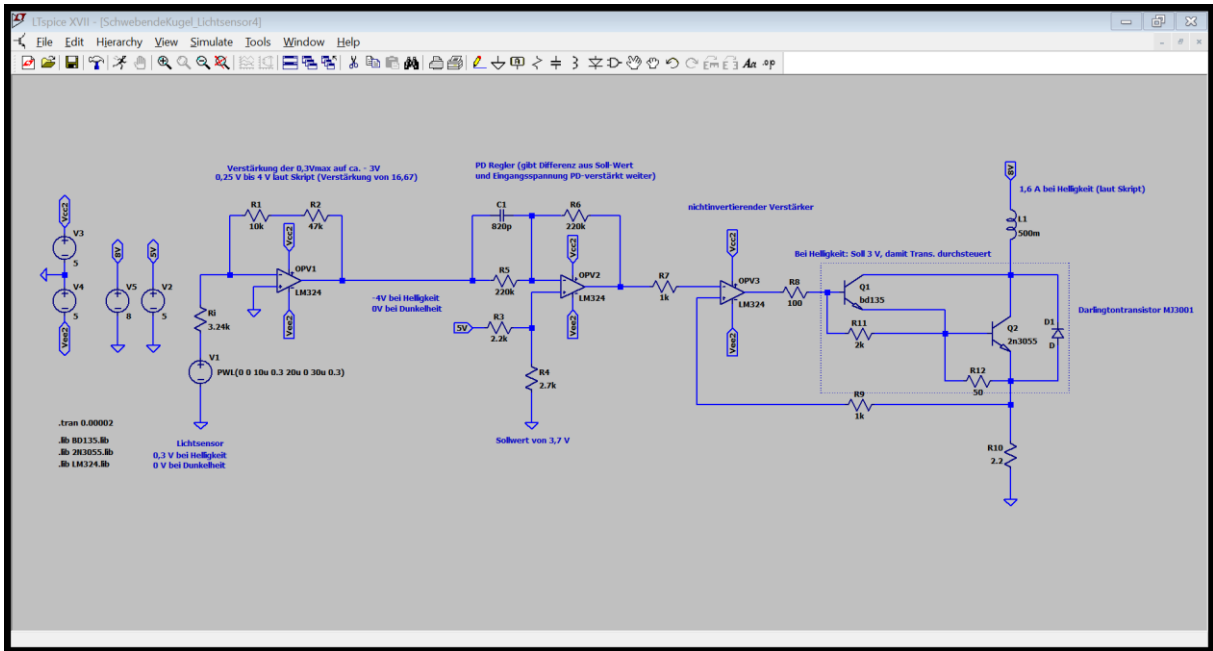 LTspice XVII - [SchwebendeKugel_Lichtsensor4]
File Edit Hierarchy View Simulate Tools Window Help
Aa .op
Verstärkung der 0,3Vmax auf ca. - 3V
0,25 V bis 4 V laut Skript (Verstärkung von 16,67)
PD Regler (gibt Differenz aus Soll-Wert
und Eingangsspannung PD-verstärkt weiter)
nichtinvertierender Verstärker
8V
1,6 A bei Helligkeit (laut Skript)
L1
500m
Bei Helligkeit: Soll 3 V, damit Trans. durchsteuert
Vcc2
V3
5
V4
5
Vee2
8V
V5
8
5V
V2
5
R1
10k
R2
47k
Vcc2
OPV1
LM324
Vee2
Ri
3.24k
V1
PWL(0 0 10u 0.3 20u 0 30u 0.3)
Lichtsensor
0,3 V bei Helligkeit
0 V bei Dunkelheit
-4V bei Helligkeit
0V bei Dunkelheit
C1
820p
R6
220k
R5
220k
Vcc2
OPV2
LM324
5V
R3
2.2k
R4
2.7k
Sollwert von 3,7 V
R7
1k
Vcc2
OPV3
LM324
Vee2
R8
100
Q1
bd135
R11
2k
Q2
2n3055
D1
D
R12
50
Darlingtontransistor MJ3001
R9
1k
R10
2.2
.tran 0.00002
.lib BD135.lib
.lib 2N3055.lib
.lib LM324.lib